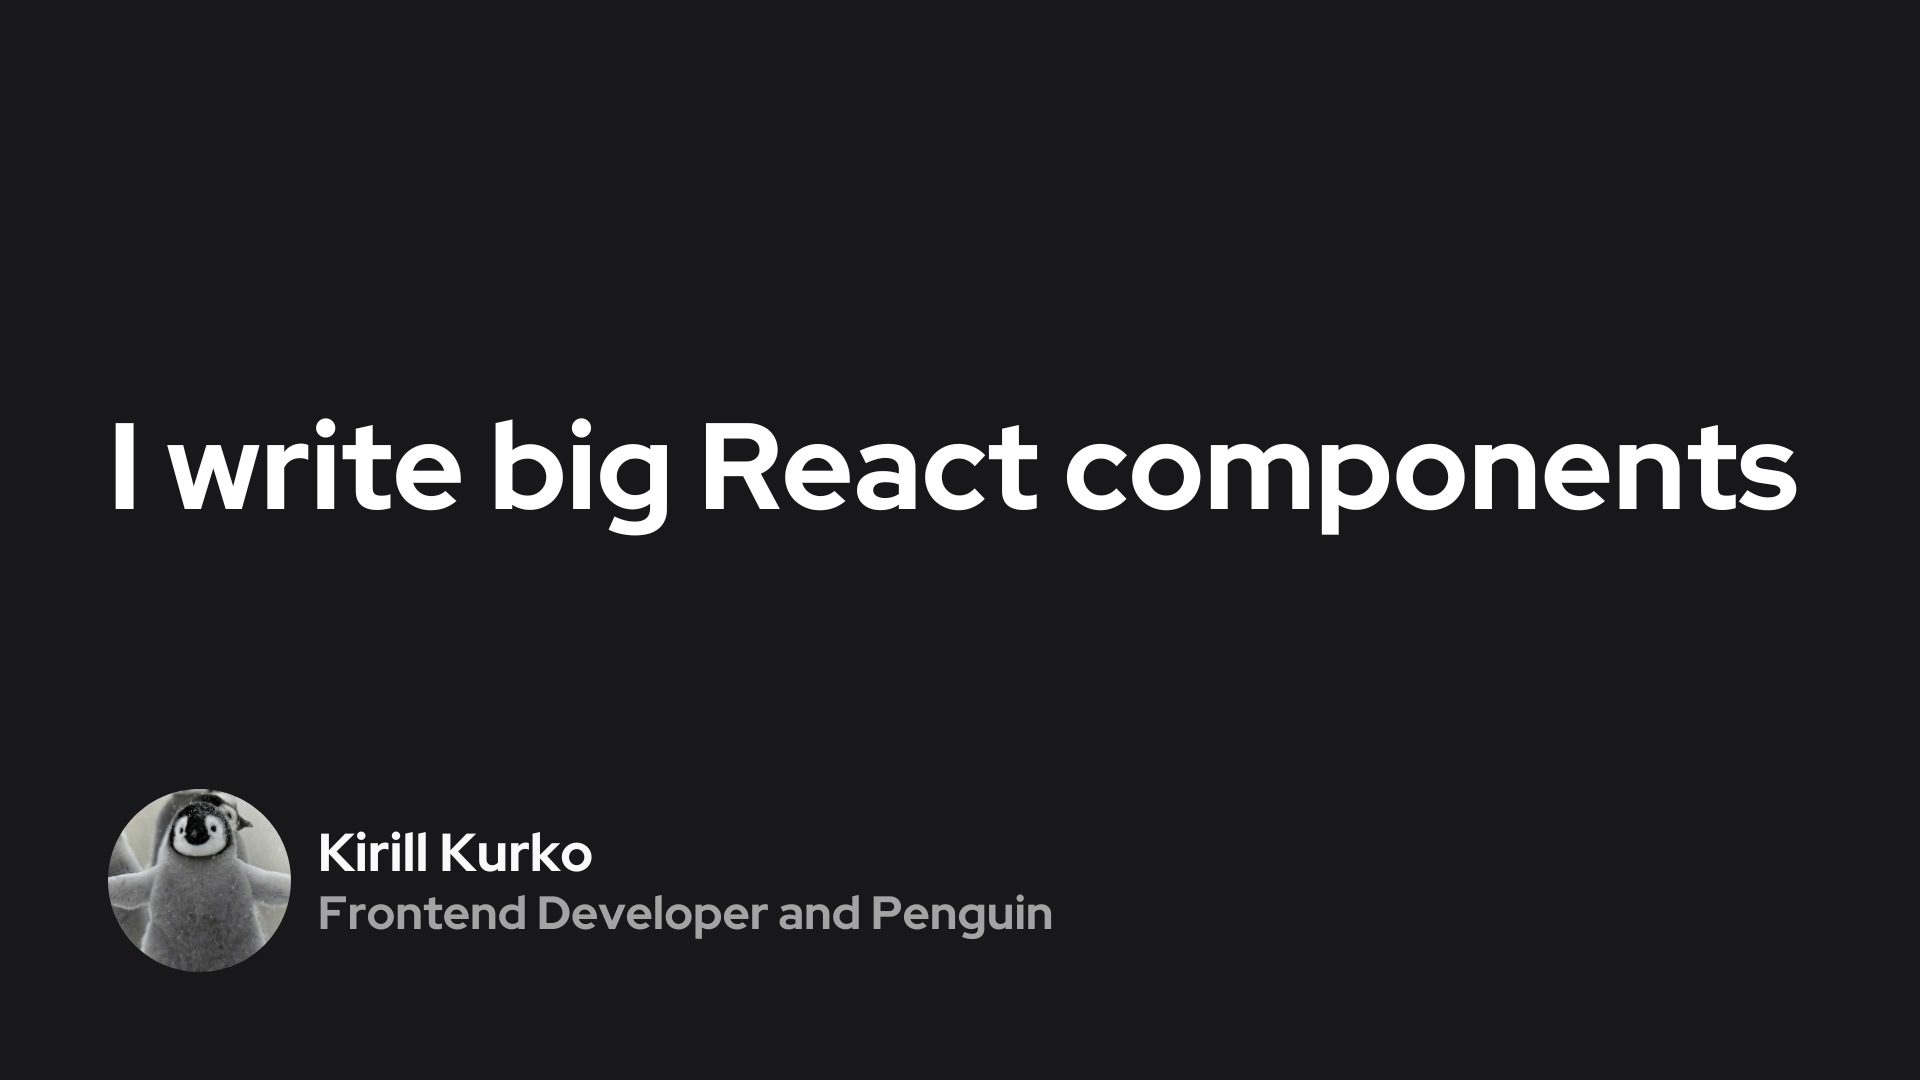 I write big React components
Kirill Kurko
Frontend Developer and Penguin